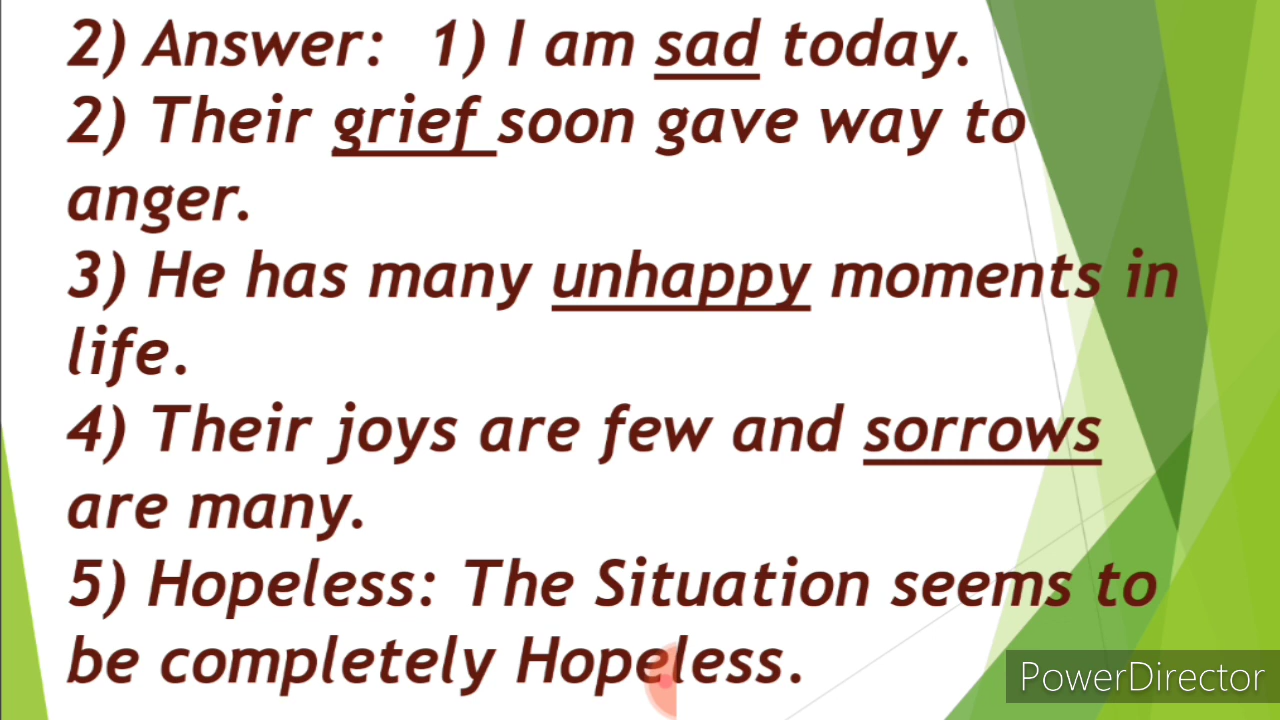 2) Answer: 1) I am sad today.
2) Their grief soon gave way to
anger.
3) He has many unhappy moments in
life.
4) Their joys are few and sorrows
are many.
5) Hopeless: The Situation seems to
be completely Hopeless.
PowerDirector